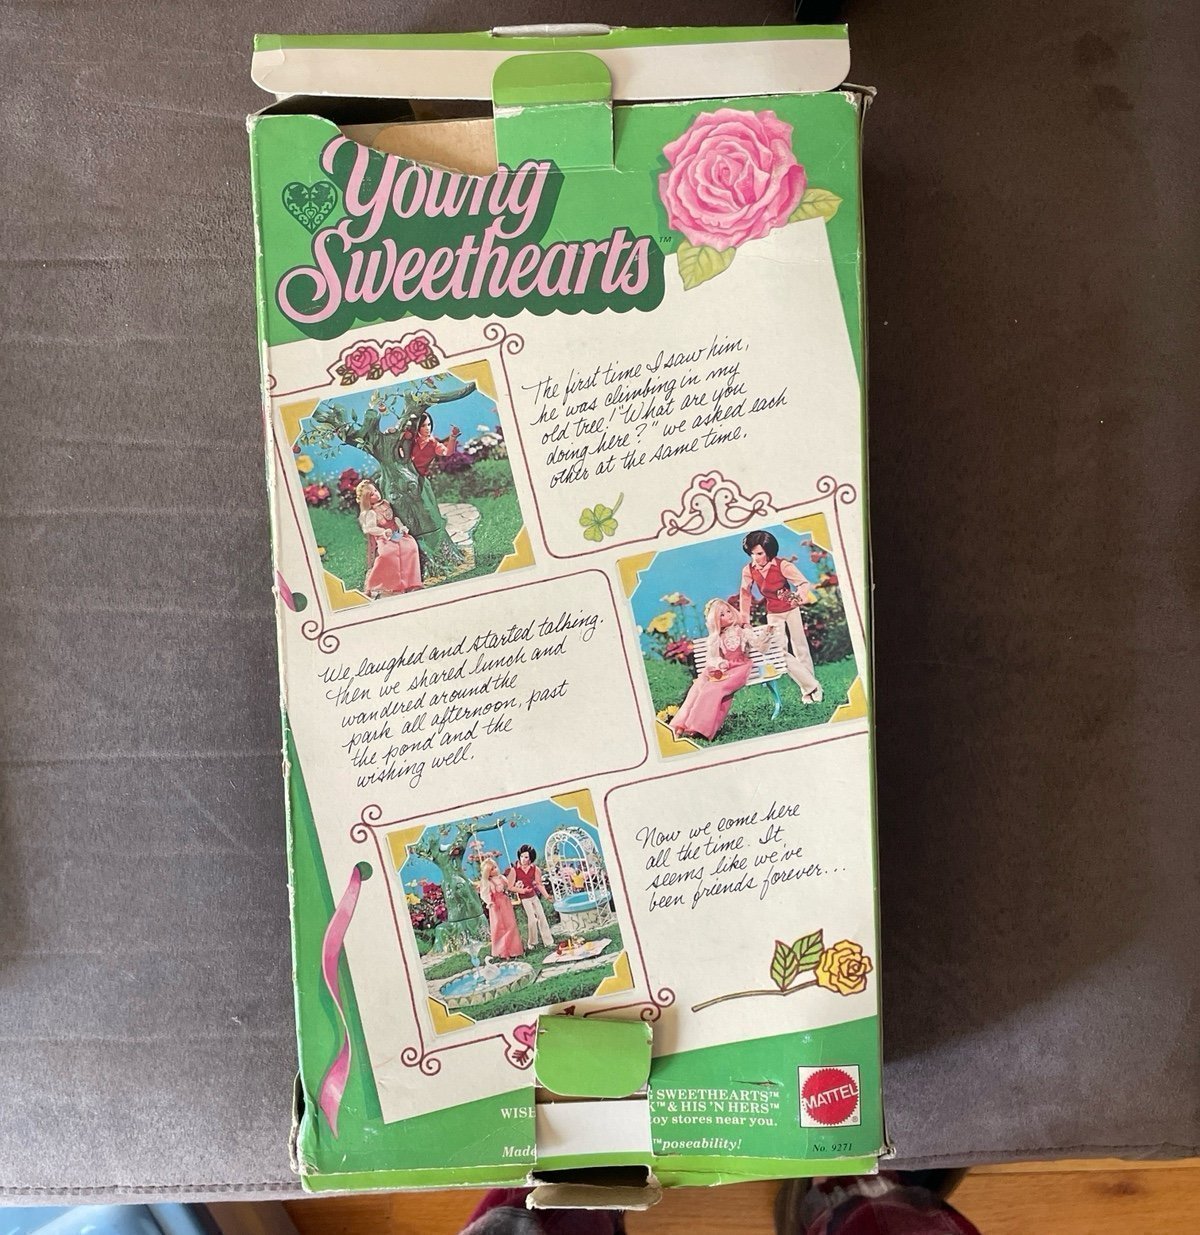 Young
Sweethearts™
The first time I saw him,
he was climbing in my
old tree! "What are you
doing here?" we asked each
other at the same time.
We laughed and started talking.
Then we shared lunch and
wandered around the
park all afternoon, past
the pond and the
wishing well.
Now we come here
all the time. It
seems like we've
been friends forever...
SWEETHEARTS™
™ & HIS 'N HERS™
toy stores near you.
Made
™poseability!
MATTEL
®
No. 9271